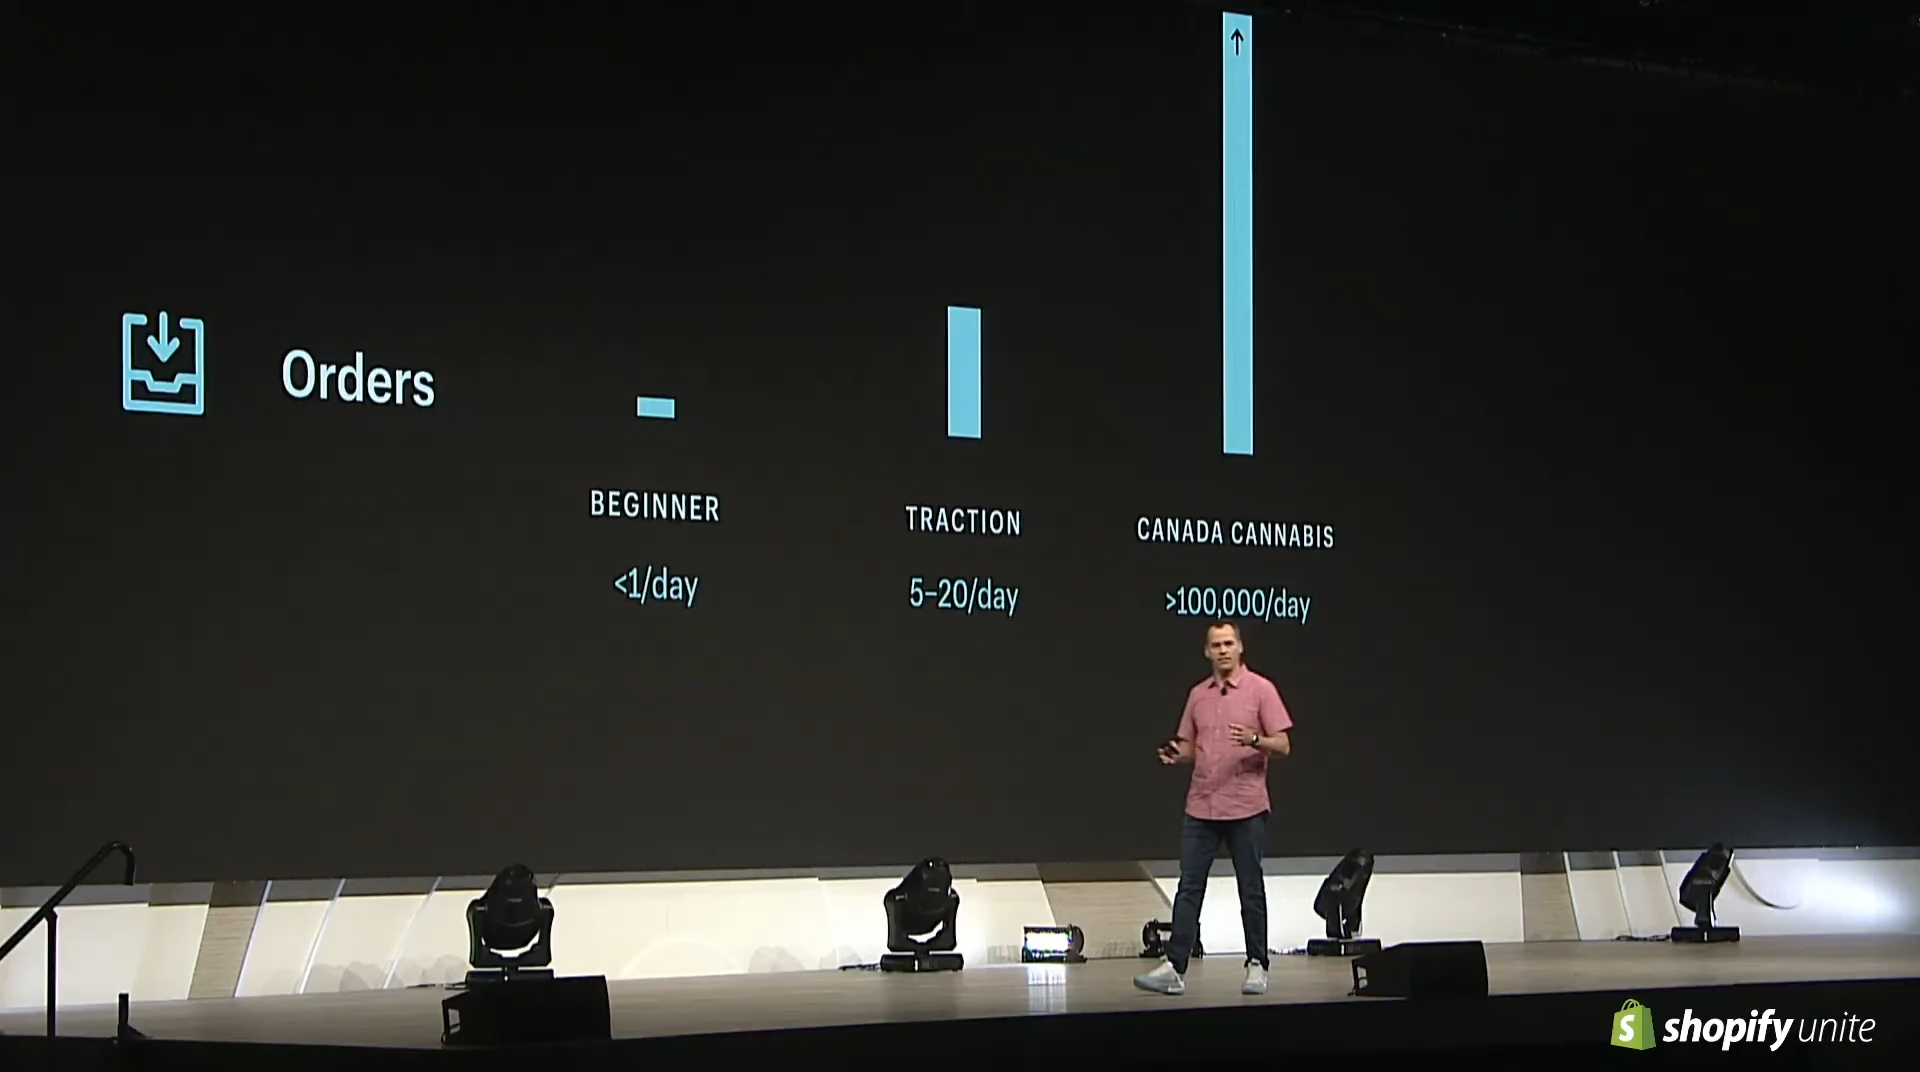 Orders
BEGINNER
TRACTION
CANADA CANNABIS
<1/day
5–20/day
>100,000/day
shopify unite